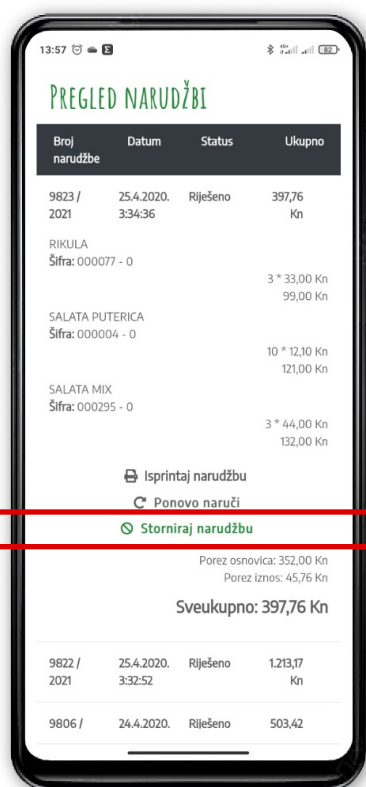 13:57
82
PREGLED NARUDŽBI
Broj narudžbe Datum Status Ukupno
9823 / 2021 25.4.2020. 3:34:36 Riješeno 397,76 Kn
RIKULA
Šifra: 000077 - 0
3 * 33,00 Kn
99,00 Kn
SALATA PUTERICA
Šifra: 000004 - 0
10 * 12,10 Kn
121,00 Kn
SALATA MIX
Šifra: 000295 - 0
3 * 44,00 Kn
132,00 Kn
Isprintaj narudžbu
Ponovo naruči
Storniraj narudžbu
Porez osnovica: 352,00 Kn
Porez iznos: 45,76 Kn
Sveukupno: 397,76 Kn
9822 / 2021 25.4.2020. 3:32:52 Riješeno 1.213,17 Kn
9806 / 24.4.2020. Riješeno 503,42